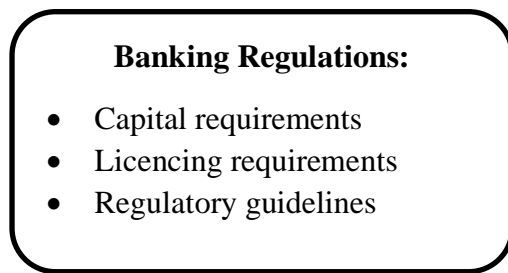 Banking Regulations:
• Capital requirements
• Licencing requirements
• Regulatory guidelines